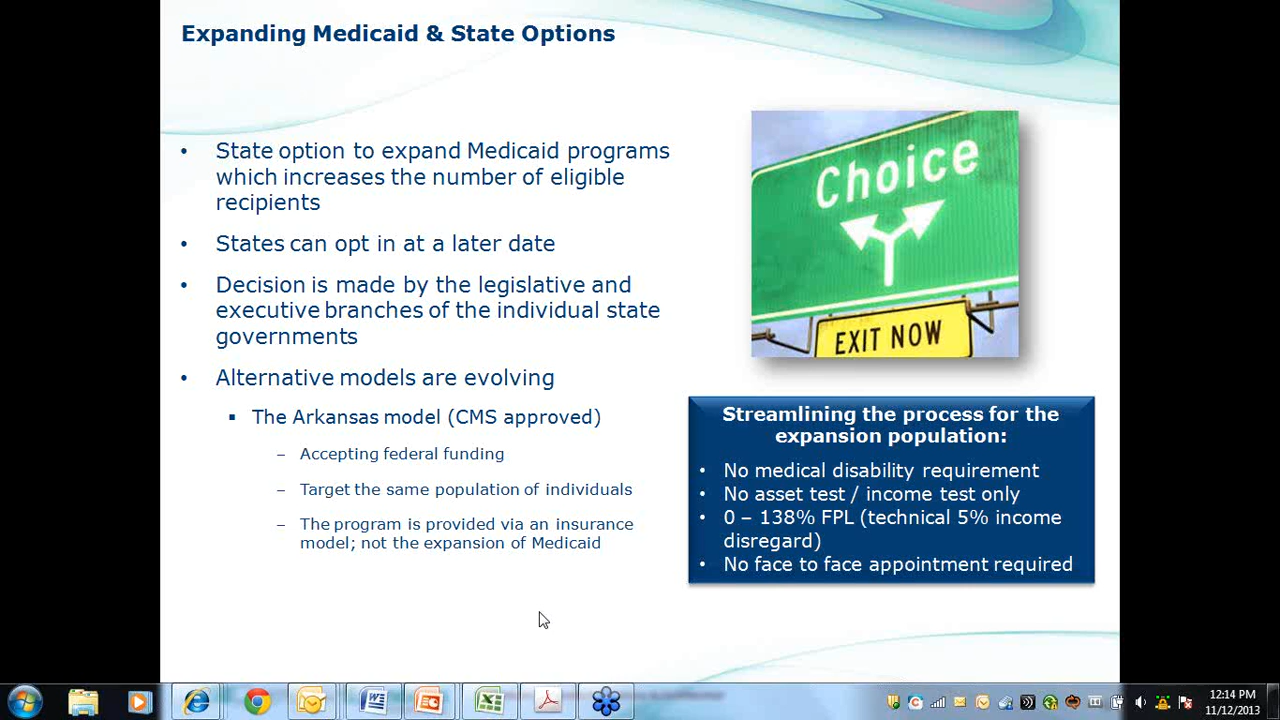 Expanding Medicaid & State Options
• State option to expand Medicaid programs
which increases the number of eligible
recipients
• States can opt in at a later date
• Decision is made by the legislative and
executive branches of the individual state
governments
• Alternative models are evolving
▪ The Arkansas model (CMS approved)
– Accepting federal funding
– Target the same population of individuals
– The program is provided via an insurance
model; not the expansion of Medicaid
Choice
EXIT NOW
Streamlining the process for the
expansion population:
• No medical disability requirement
• No asset test / income test only
• 0 – 138% FPL (technical 5% income
disregard)
• No face to face appointment required
12:14 PM
11/12/2013